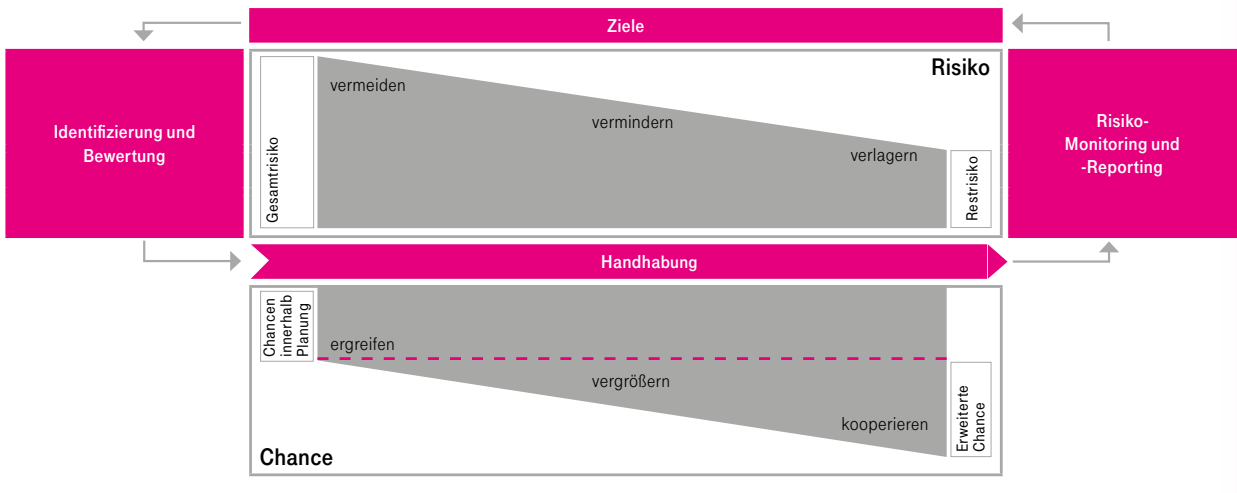 Ziele
Identifizierung und
Bewertung
Risiko
Gesamtrisiko
vermeiden
vermindern
verlagern
Restrisiko
Risiko-
Monitoring und
-Reporting
Handhabung
Chancen
innerhalb
Planung
ergreifen
vergrößern
kooperieren
Erweiterte
Chance
Chance